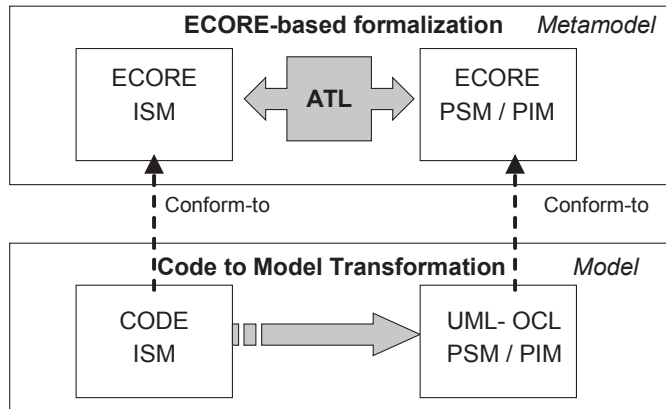 ECORE-based formalization Metamodel
ECORE
ISM
ATL
ECORE
PSM / PIM
Conform-to
Conform-to
Code to Model Transformation Model
CODE
ISM
UML- OCL
PSM / PIM